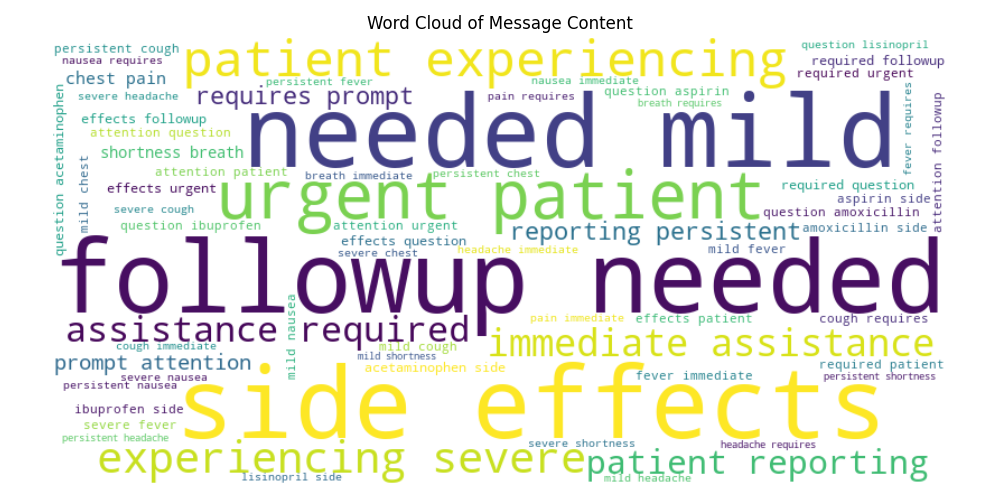 Word Cloud of Message Content
persistent cough
patient experiencing
question lisinopril
nausea requires
required followup
chest pain
persistent fever
nausea immediate
required urgent
severe headache
requires prompt
pain requires
question aspirin
breath requires
fever requires
question acetaminophen
effects followup
needed mild
attention followup
attention question
shortness breath
mild chest
attention patient
breath immediate
persistent chest
effects urgent
urgent patient
required question
aspirin side
severe cough
question amoxicillin
question ibuprofen
attention urgent
reporting persistent
amoxicillin side
effects question
severe chest
headache immediate
mild fever
followup needed
mild nausea
assistance required
pain immediate
effects patient
cough requires
cough immediate
mild cough
immediate assistance
prompt attention
mild shortness
acetaminophen side
required patient
severe nausea
fever immediate
persistent shortness
persistent nausea
side effects
ibuprofen side
severe fever
persistent headache
severe shortness
headache requires
experiencing severe
patient reporting
lisinopril side
mild headache